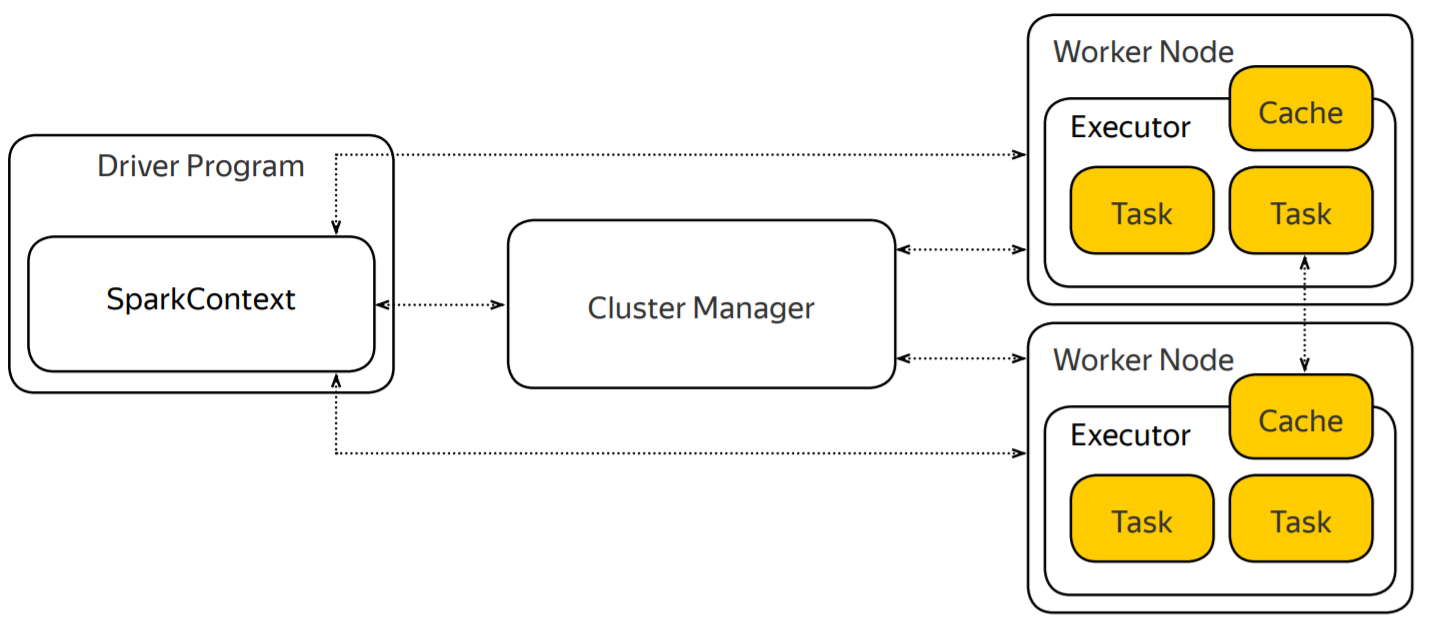 Driver Program
SparkContext
Cluster Manager
Worker Node
Cache
Executor
Task
Task
Worker Node
Cache
Executor
Task
Task